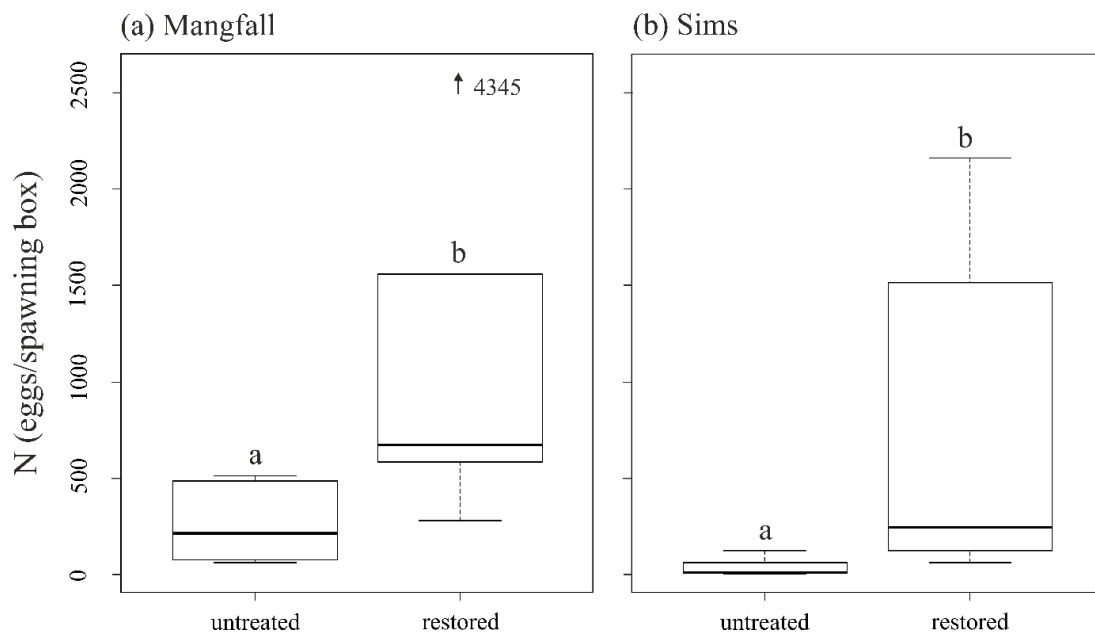 (a) Mangfall
(b) Sims
N (eggs/spawning box)
2500
2000
1500
1000
500
0
4345
a
b
a
b
untreated
restored
untreated
restored